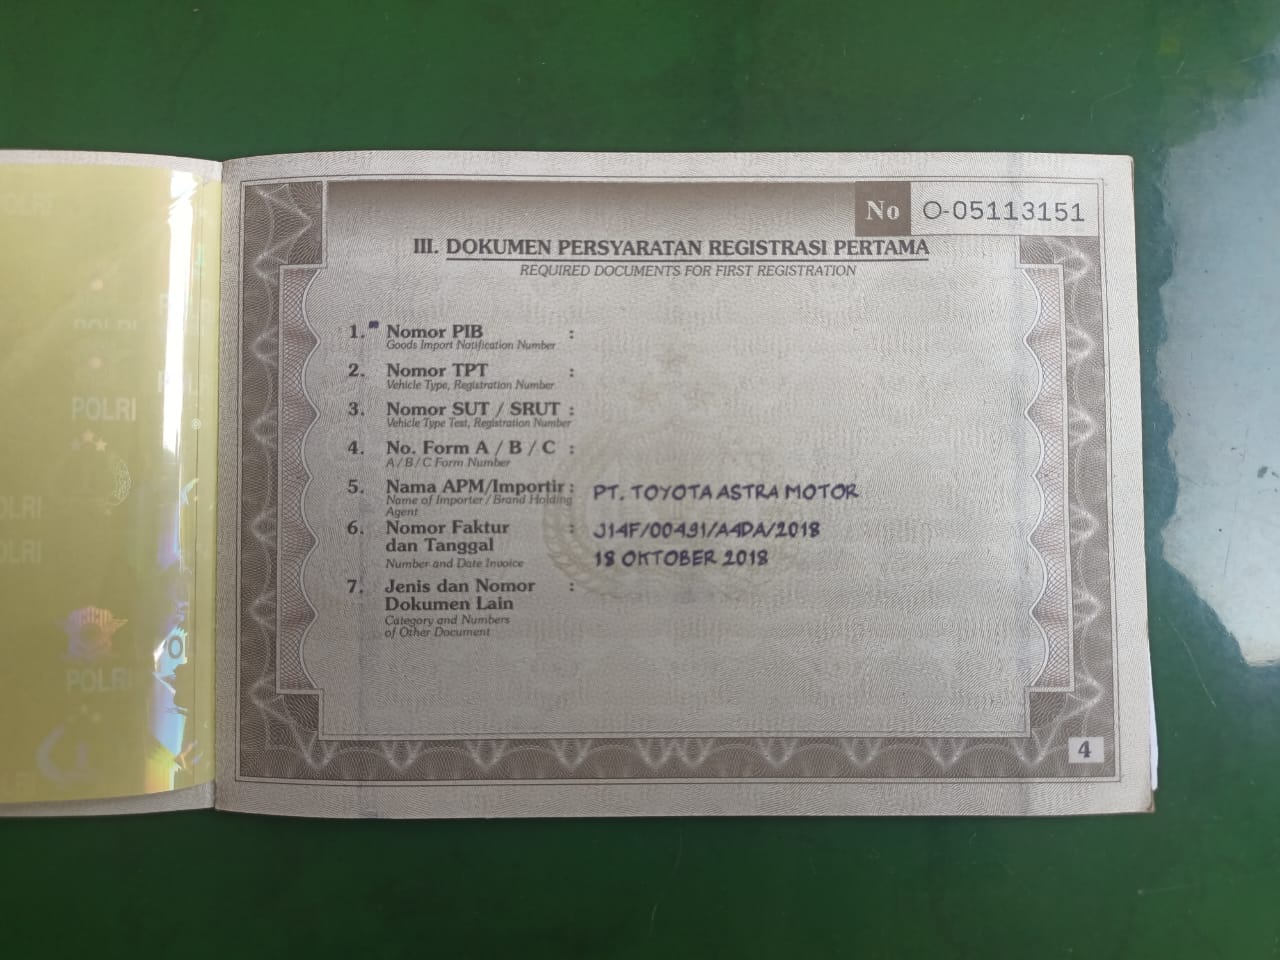 POLRI
POLRI
POLRI
POLRI
POLRI
POLRI
No O-05113151
III. DOKUMEN PERSYARATAN REGISTRASI PERTAMA
REQUIRED DOCUMENTS FOR FIRST REGISTRATION
1. Nomor PIB :
Goods Import Notification Number
2. Nomor TPT :
Vehicle Type, Registration Number
3. Nomor SUT / SRUT :
Vehicle Type Test, Registration Number
4. No. Form A / B / C :
A / B / C Form Number
5. Nama APM/Importir : PT. TOYOTA ASTRA MOTOR
Name of Importer / Brand Holding
Agent
6. Nomor Faktur : J14F/00491/A4DA/2018
dan Tanggal 18 OKTOBER 2018
Number and Date Invoice
7. Jenis dan Nomor :
Dokumen Lain
Category and Numbers
of Other Document
4